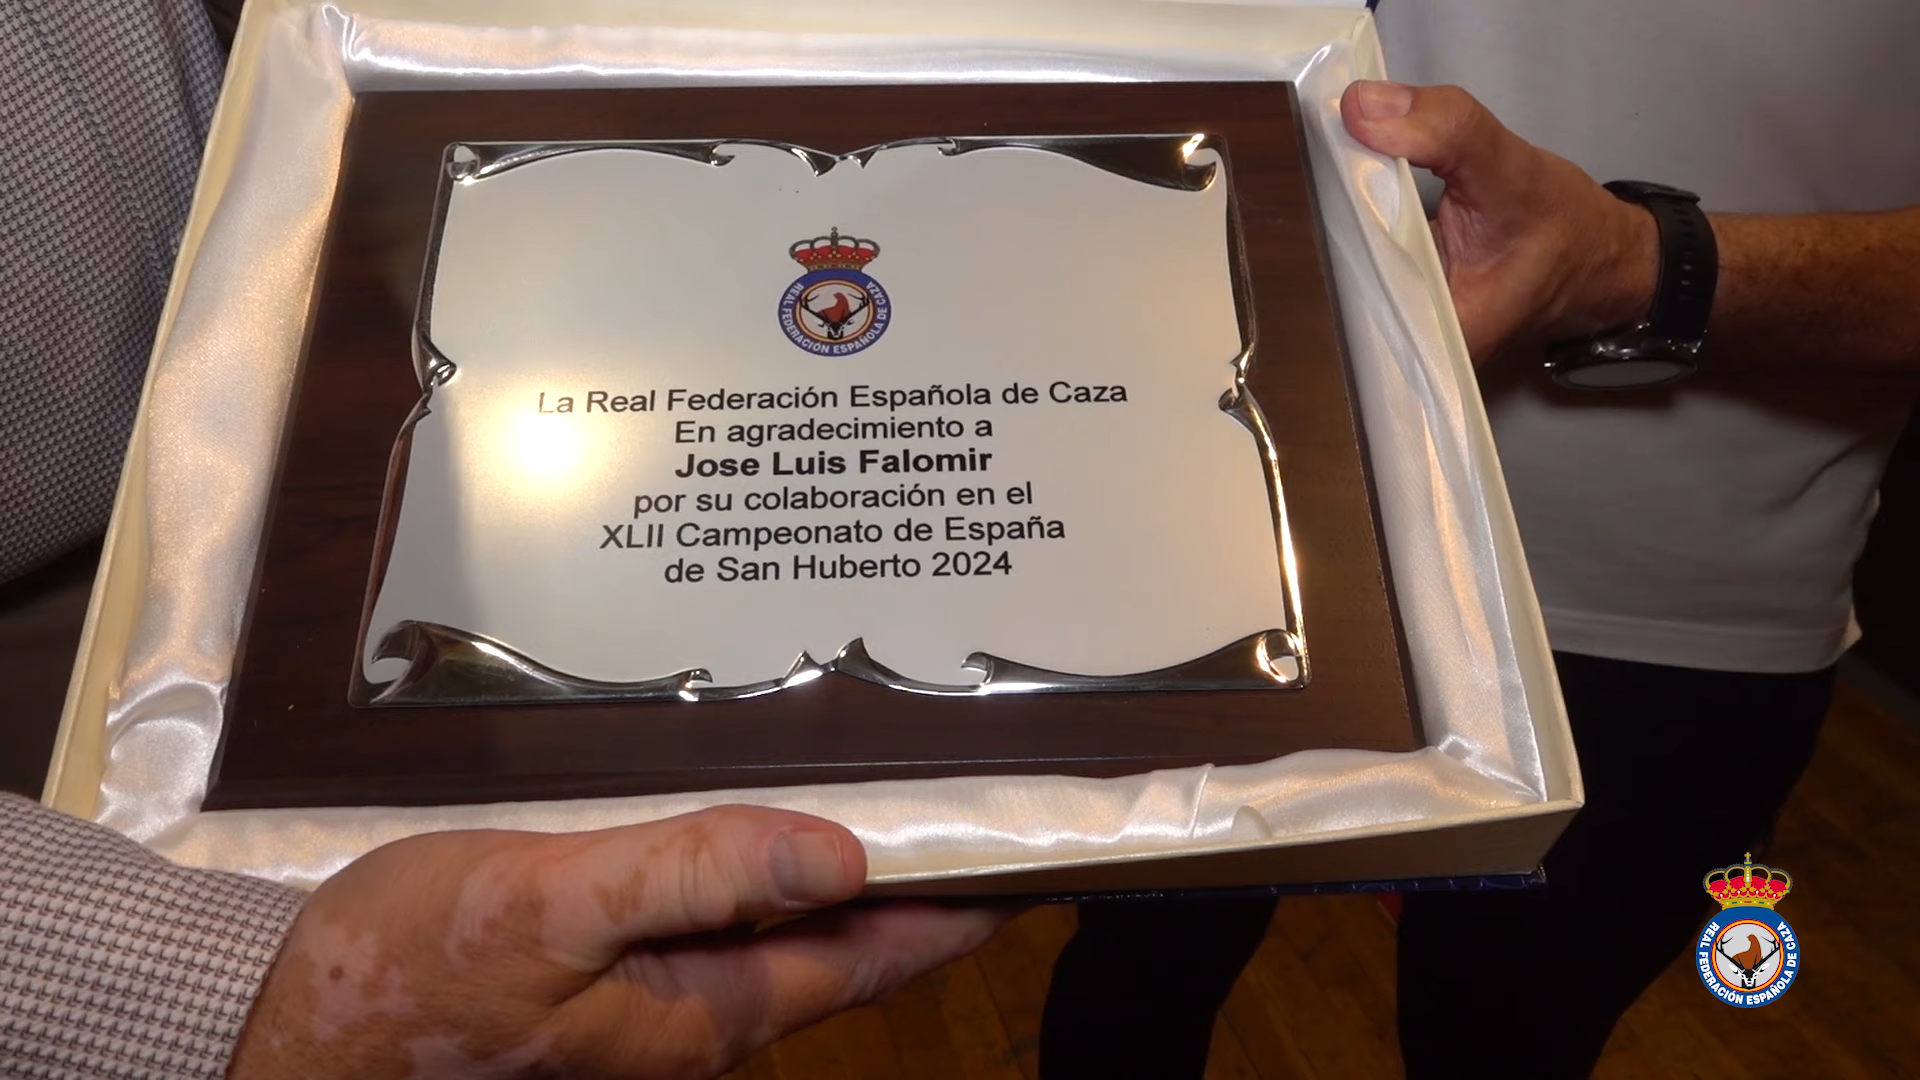 REAL FEDERACIÓN ESPAÑOLA DE CAZA
La Real Federación Española de Caza
En agradecimiento a
Jose Luis Falomir
por su colaboración en el
XLII Campeonato de España
de San Huberto 2024
REAL FEDERACIÓN ESPAÑOLA DE CAZA